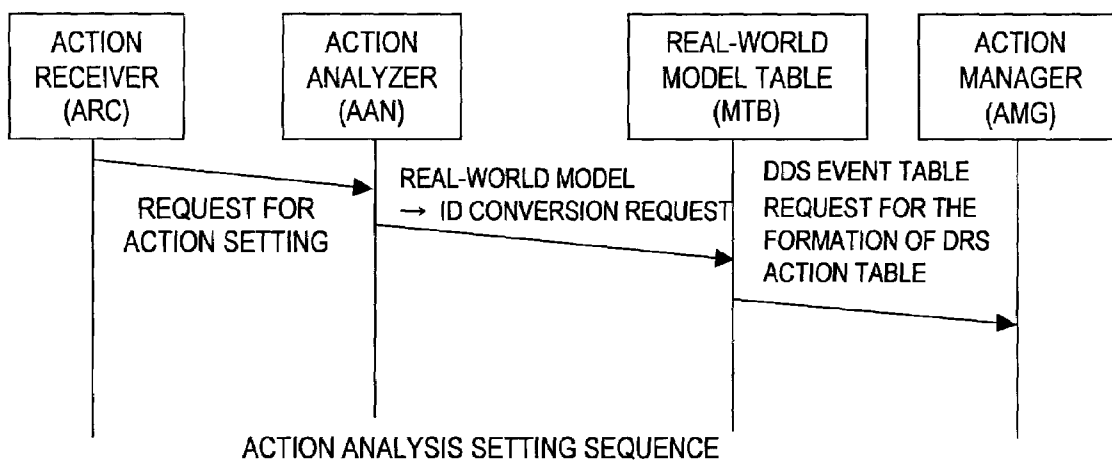 ACTION
RECEIVER
(ARC)
ACTION
ANALYZER
(AAN)
REAL-WORLD
MODEL TABLE
(MTB)
ACTION
MANAGER
(AMG)
REQUEST FOR
ACTION SETTING
REAL-WORLD MODEL
→ ID CONVERSION REQUEST
DDS EVENT TABLE
REQUEST FOR THE
FORMATION OF DRS
ACTION TABLE
ACTION ANALYSIS SETTING SEQUENCE